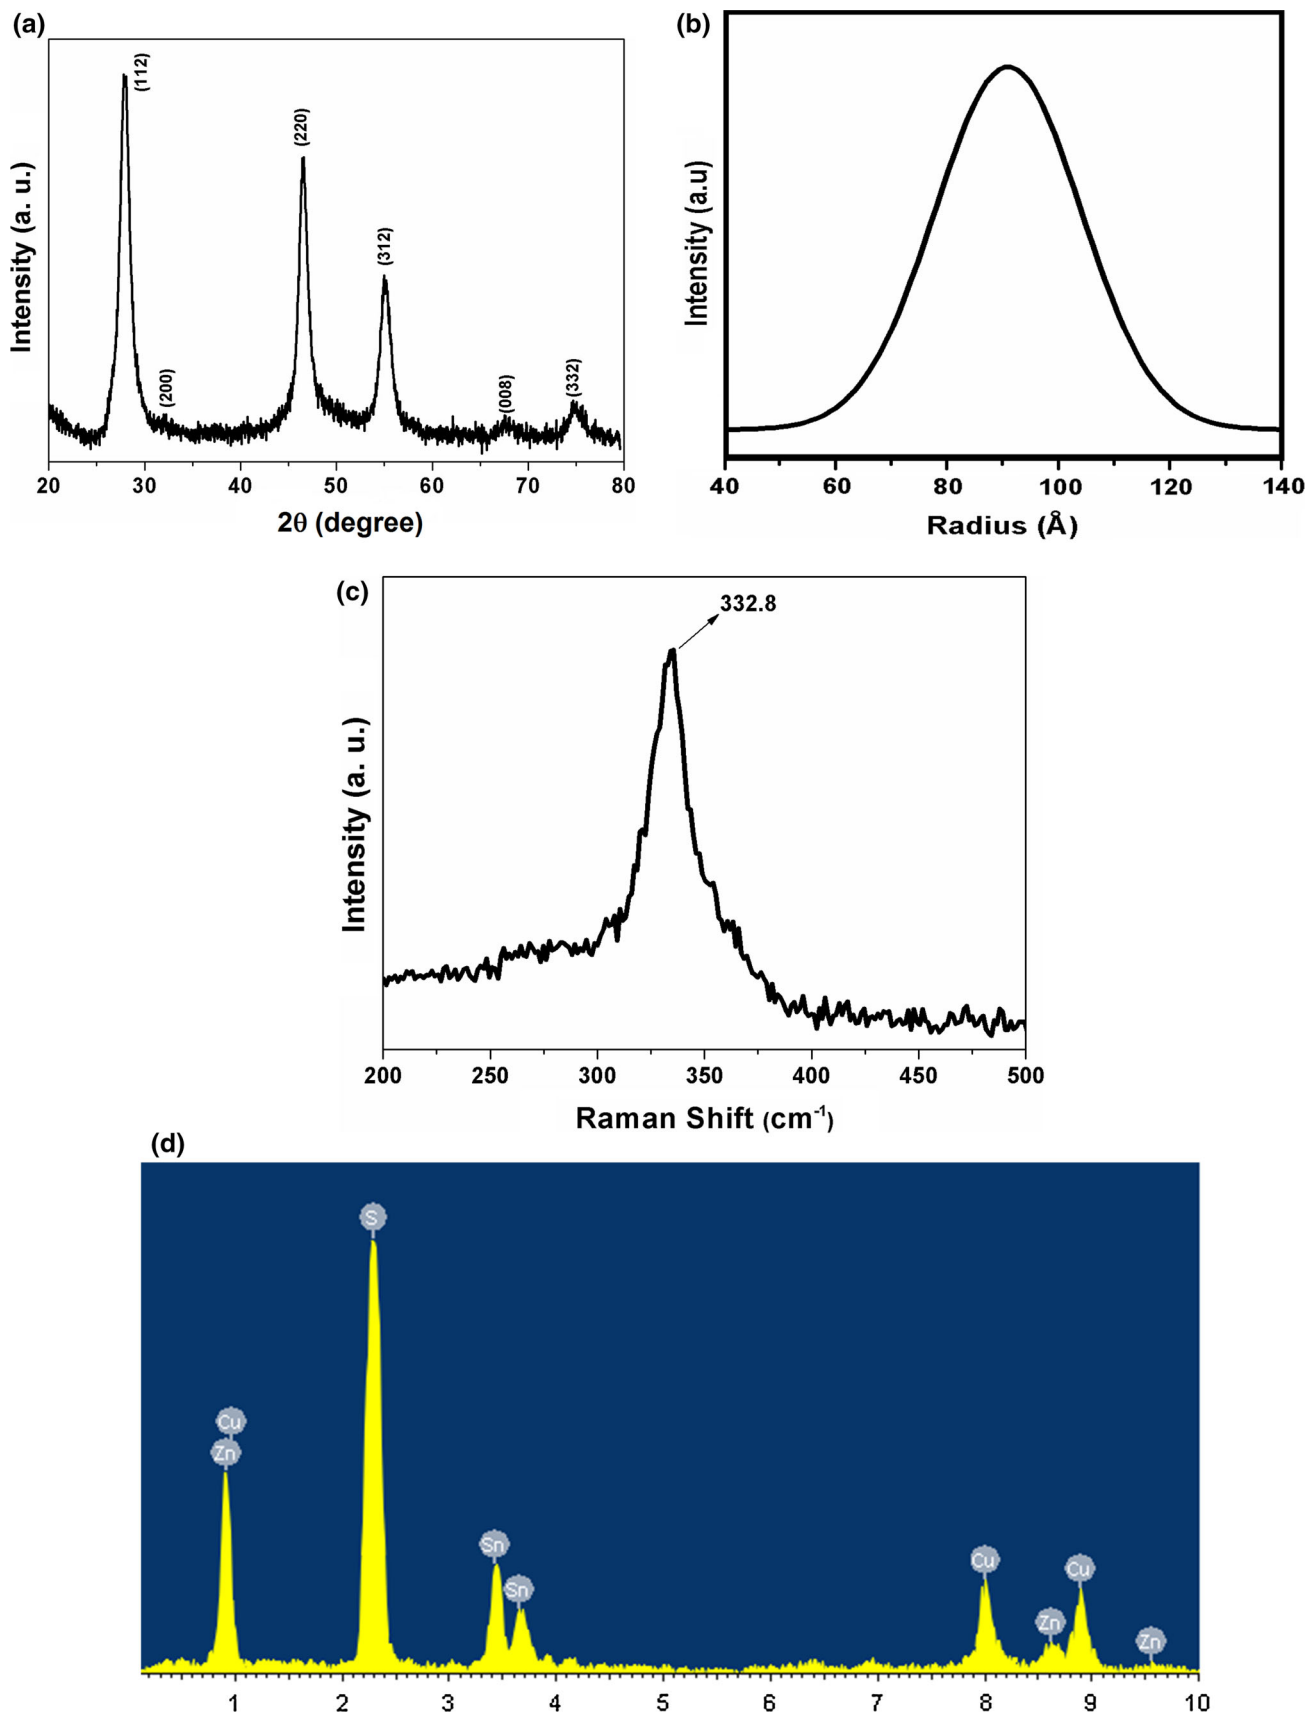 (a)
(112)
(220)
(312)
(200)
(008)
(332)
Intensity (a. u.)
20 30 40 50 60 70 80
2θ (degree)
(b)
Intensity (a.u)
40 60 80 100 120 140
Radius (Å)
(c)
332.8
Intensity (a. u.)
200 250 300 350 400 450 500
Raman Shift (cm-1)
(d)
S
Cu
Zn
Sn
Sn
Cu
Cu
Zn
Zn
1 2 3 4 5 6 7 8 9 10